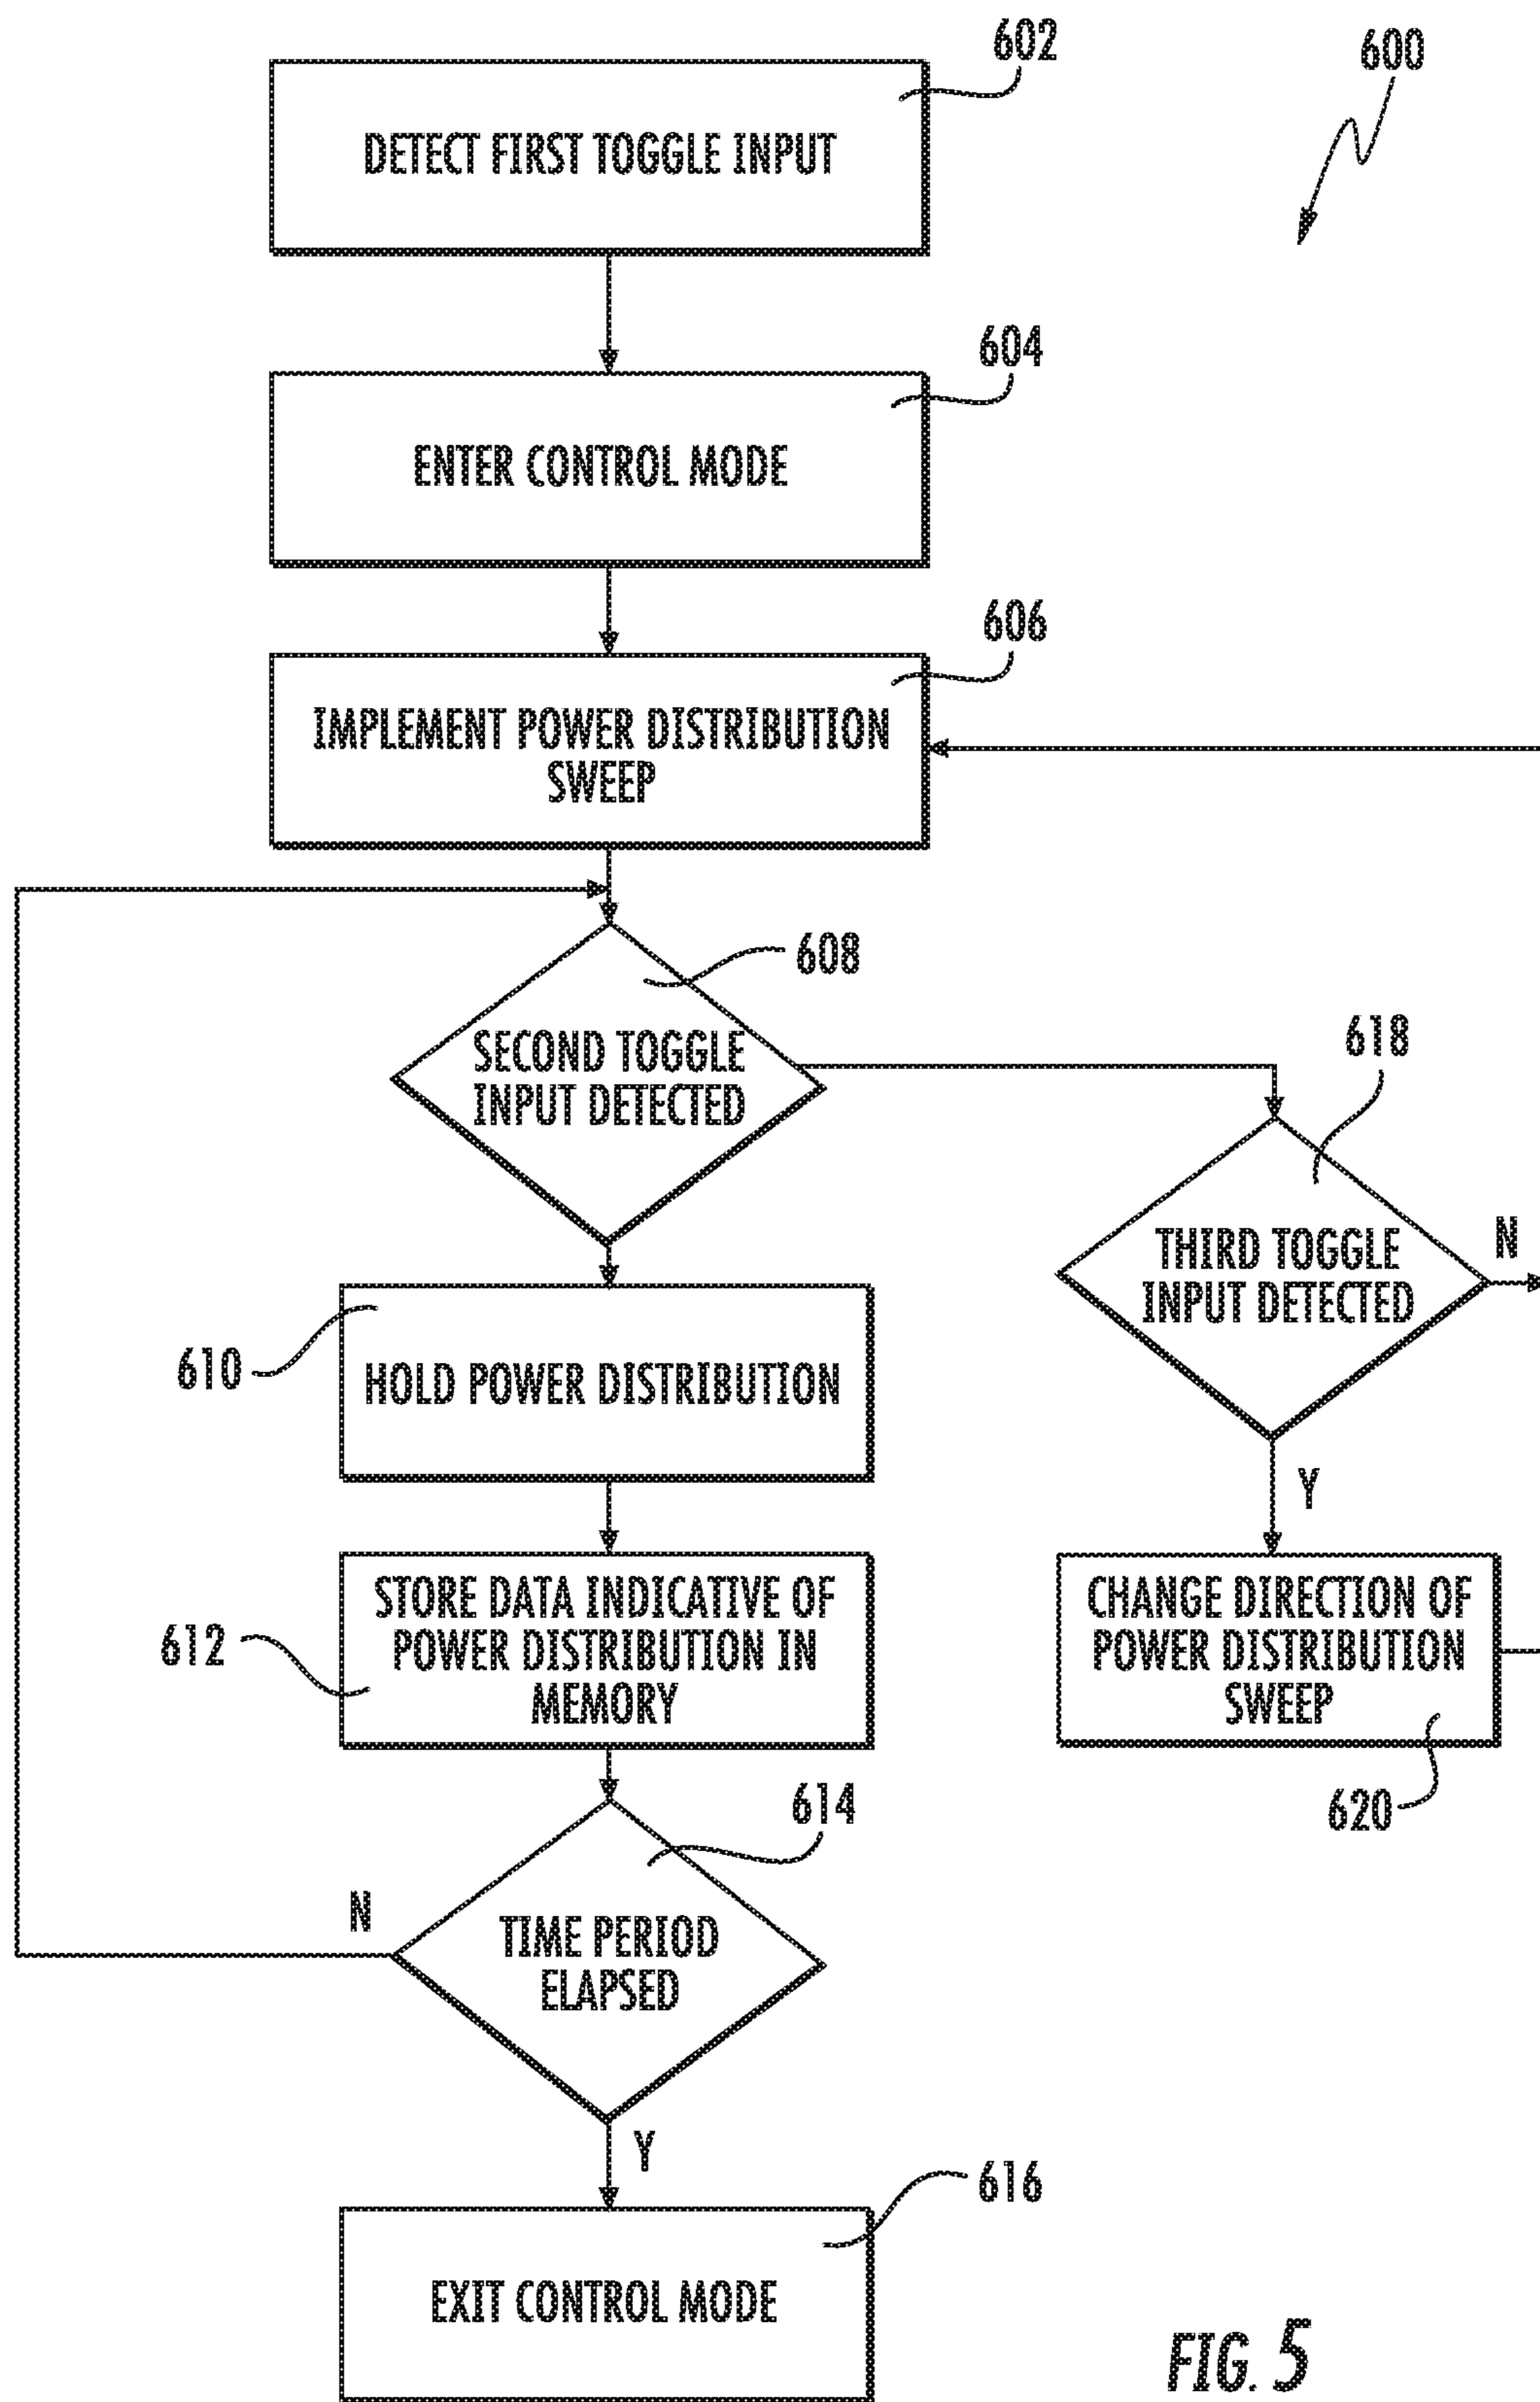 602
600
DETECT FIRST TOGGLE INPUT
604
ENTER CONTROL MODE
606
IMPLEMENT POWER DISTRIBUTION
SWEEP
608
SECOND TOGGLE
INPUT DETECTED
618
THIRD TOGGLE
INPUT DETECTED
N
610
HOLD POWER DISTRIBUTION
Y
612
STORE DATA INDICATIVE OF
POWER DISTRIBUTION IN
MEMORY
CHANGE DIRECTION OF
POWER DISTRIBUTION
SWEEP
620
614
N
TIME PERIOD
ELAPSED
Y
616
EXIT CONTROL MODE
FIG. 5